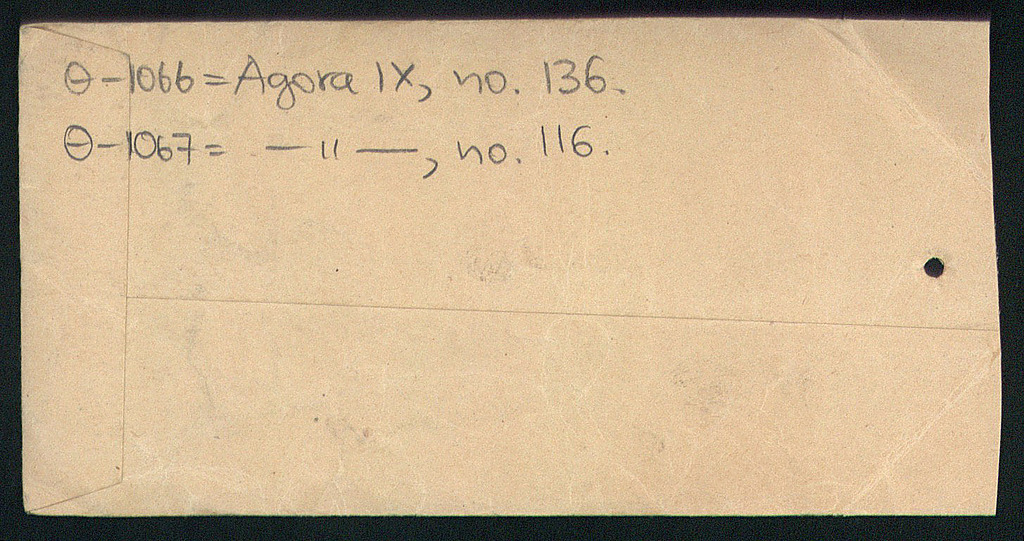 Θ-1066 = Agora IX, no. 136.
Θ-1067 = — " —, no. 116.